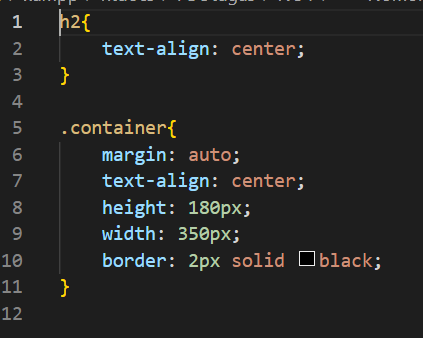 1 h2{
2 text-align: center;
3 }
4
5 .container{
6 margin: auto;
7 text-align: center;
8 height: 180px;
9 width: 350px;
10 border: 2px solid black;
11 }
12